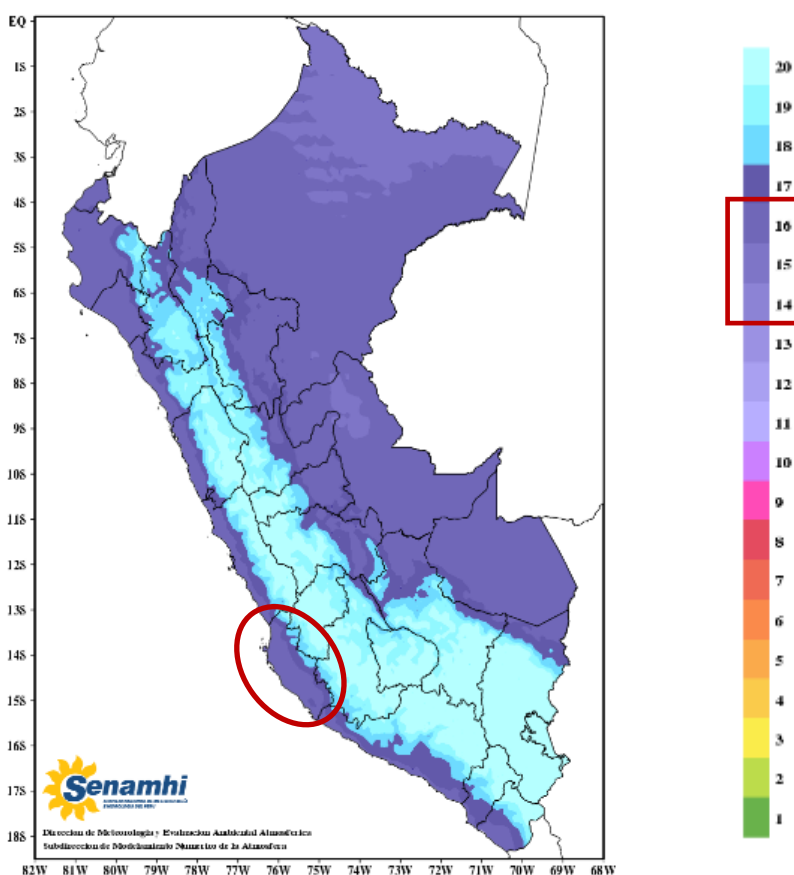 EQ
1S
2S
3S
4S
5S
6S
7S
8S
9S
10S
11S
12S
13S
14S
15S
16S
17S
18S
82W 81W 80W 79W 78W 77W 76W 75W 74W 73W 72W 71W 70W 69W 68W
Senamhi
Direccion de Meteorologia y Evaluacion Ambiental Atmosferica
Subdireccion de Modelamiento Numerico de la Atmosfera
20
19
18
17
16
15
14
13
12
11
10
9
8
7
6
5
4
3
2
1